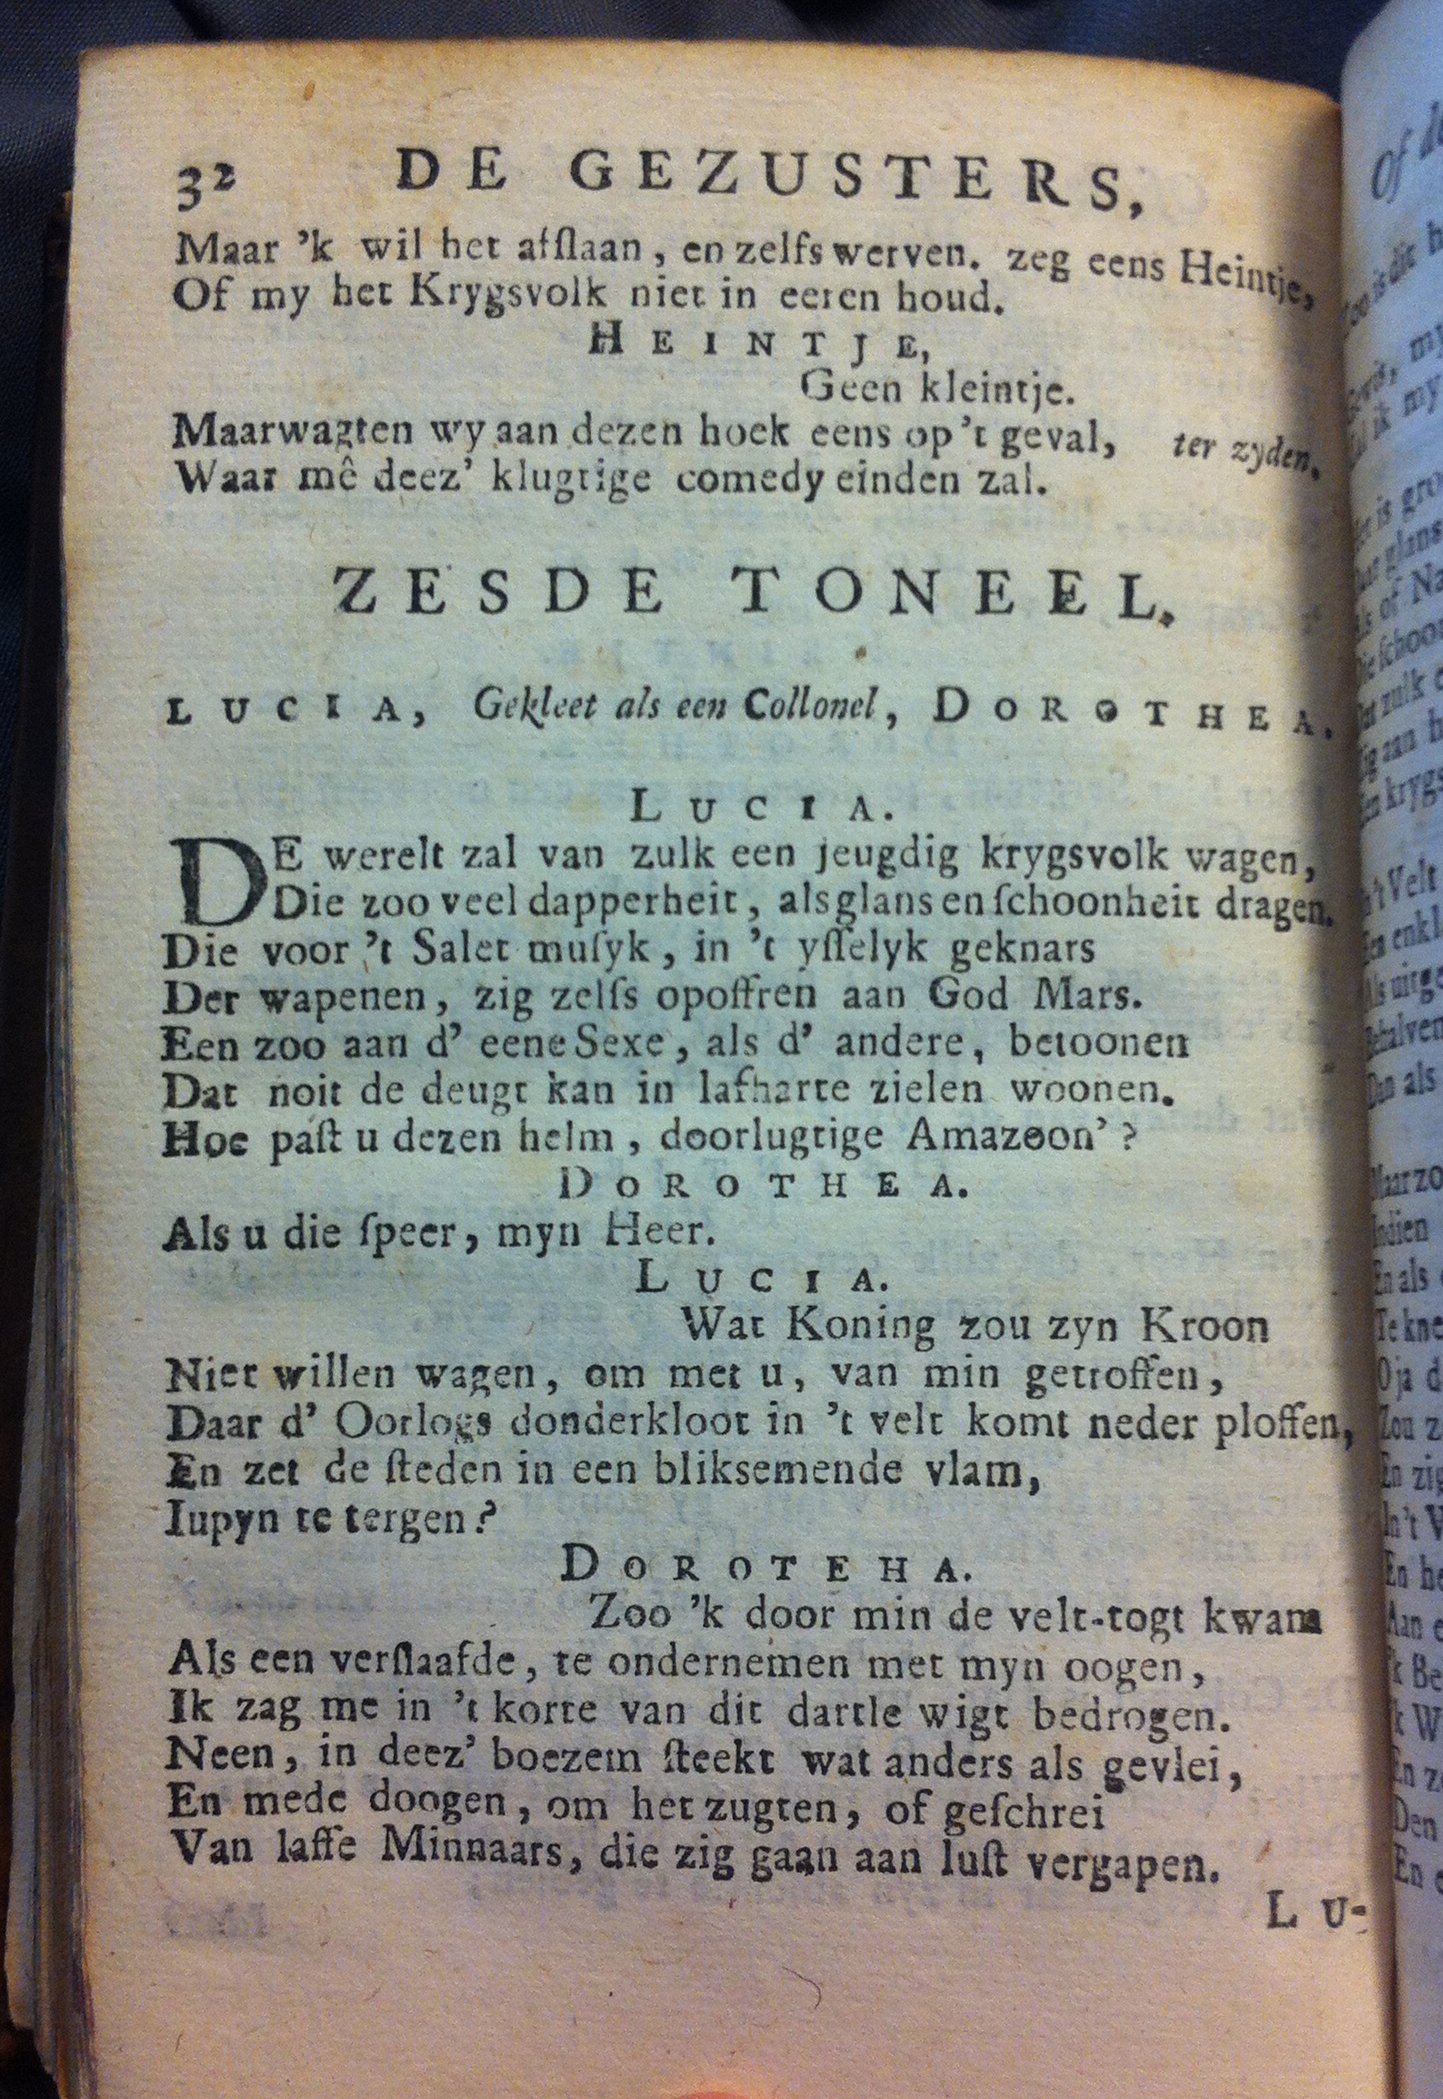 32 DE GEZUSTERS,
Maar 'k wil het afſlaan, en zelfs werven. zeg eens Heintje,
Of my het Krygsvolk niet in eeren houd.
HEINTJE,
Geen kleintje.
Maarwagten wy aan dezen hoek eens op 't geval, ter zyden.
Waar mê deez' klugtige comedy einden zal.
ZESDE TONEEL.
LUCIA, Gekleet als een Collonel, DOROTHEA.
LUCIA.
DE werelt zal van zulk een jeugdig krygsvolk wagen,
Die zoo veel dapperheit, als glans en ſchoonheit dragen.
Die voor 't Salet muſyk, in 't yſſelyk geknars
Der wapenen, zig zelfs opoffren aan God Mars.
Een zoo aan d' eene Sexe, als d' andere, betoonen
Dat noit de deugt kan in lafharte zielen woonen.
Hoe paſt u dezen helm, doorlugtige Amazoon'?
DOROTHEA.
Als u die ſpeer, myn Heer.
LUCIA.
Wat Koning zou zyn Kroon
Niet willen wagen, om met u, van min getroffen,
Daar d' Oorlogs donderkloot in 't velt komt neder ploffen,
En zet de ſteden in een bliksemende vlam,
Iupyn te tergen?
DOROTEHA.
Zoo 'k door min de velt-togt kwam
Als een verſlaafde, te ondernemen met myn oogen,
Ik zag me in 't korte van dit dartle wigt bedrogen.
Neen, in deez' boezem ſteekt wat anders als gevlei,
En mede doogen, om het zugten, of geſchrei
Van laffe Minnaars, die zig gaan aan luſt vergapen.
LU-